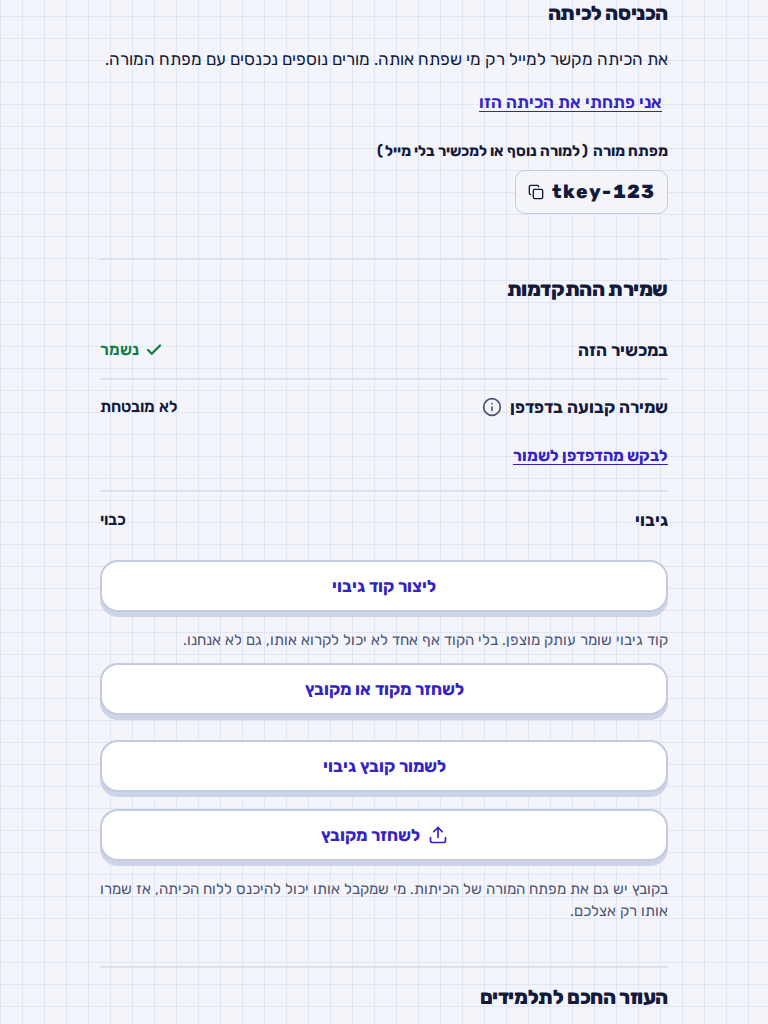 הכניסה לכיתה
את הכיתה מקשר למייל רק מי שפתח אותה. מורים נוספים נכנסים עם מפתח המורה.
אני פתחתי את הכיתה הזו
מפתח מורה (למורה נוסף או למכשיר בלי מייל)
tkey-123
שמירת ההתקדמות
במכשיר הזה
נשמר
שמירה קבועה בדפדפן
לא מובטחת
לבקש מהדפדפן לשמור
גיבוי
כבוי
ליצור קוד גיבוי
קוד גיבוי שומר עותק מוצפן. בלי הקוד אף אחד לא יכול לקרוא אותו, גם לא אנחנו.
לשחזר מקוד או מקובץ
לשמור קובץ גיבוי
לשחזר מקובץ
בקובץ יש גם את מפתח המורה של הכיתות. מי שמקבל אותו יכול להיכנס ללוח הכיתה, אז שמרו
אותו רק אצלכם.
העוזר החכם לתלמידים